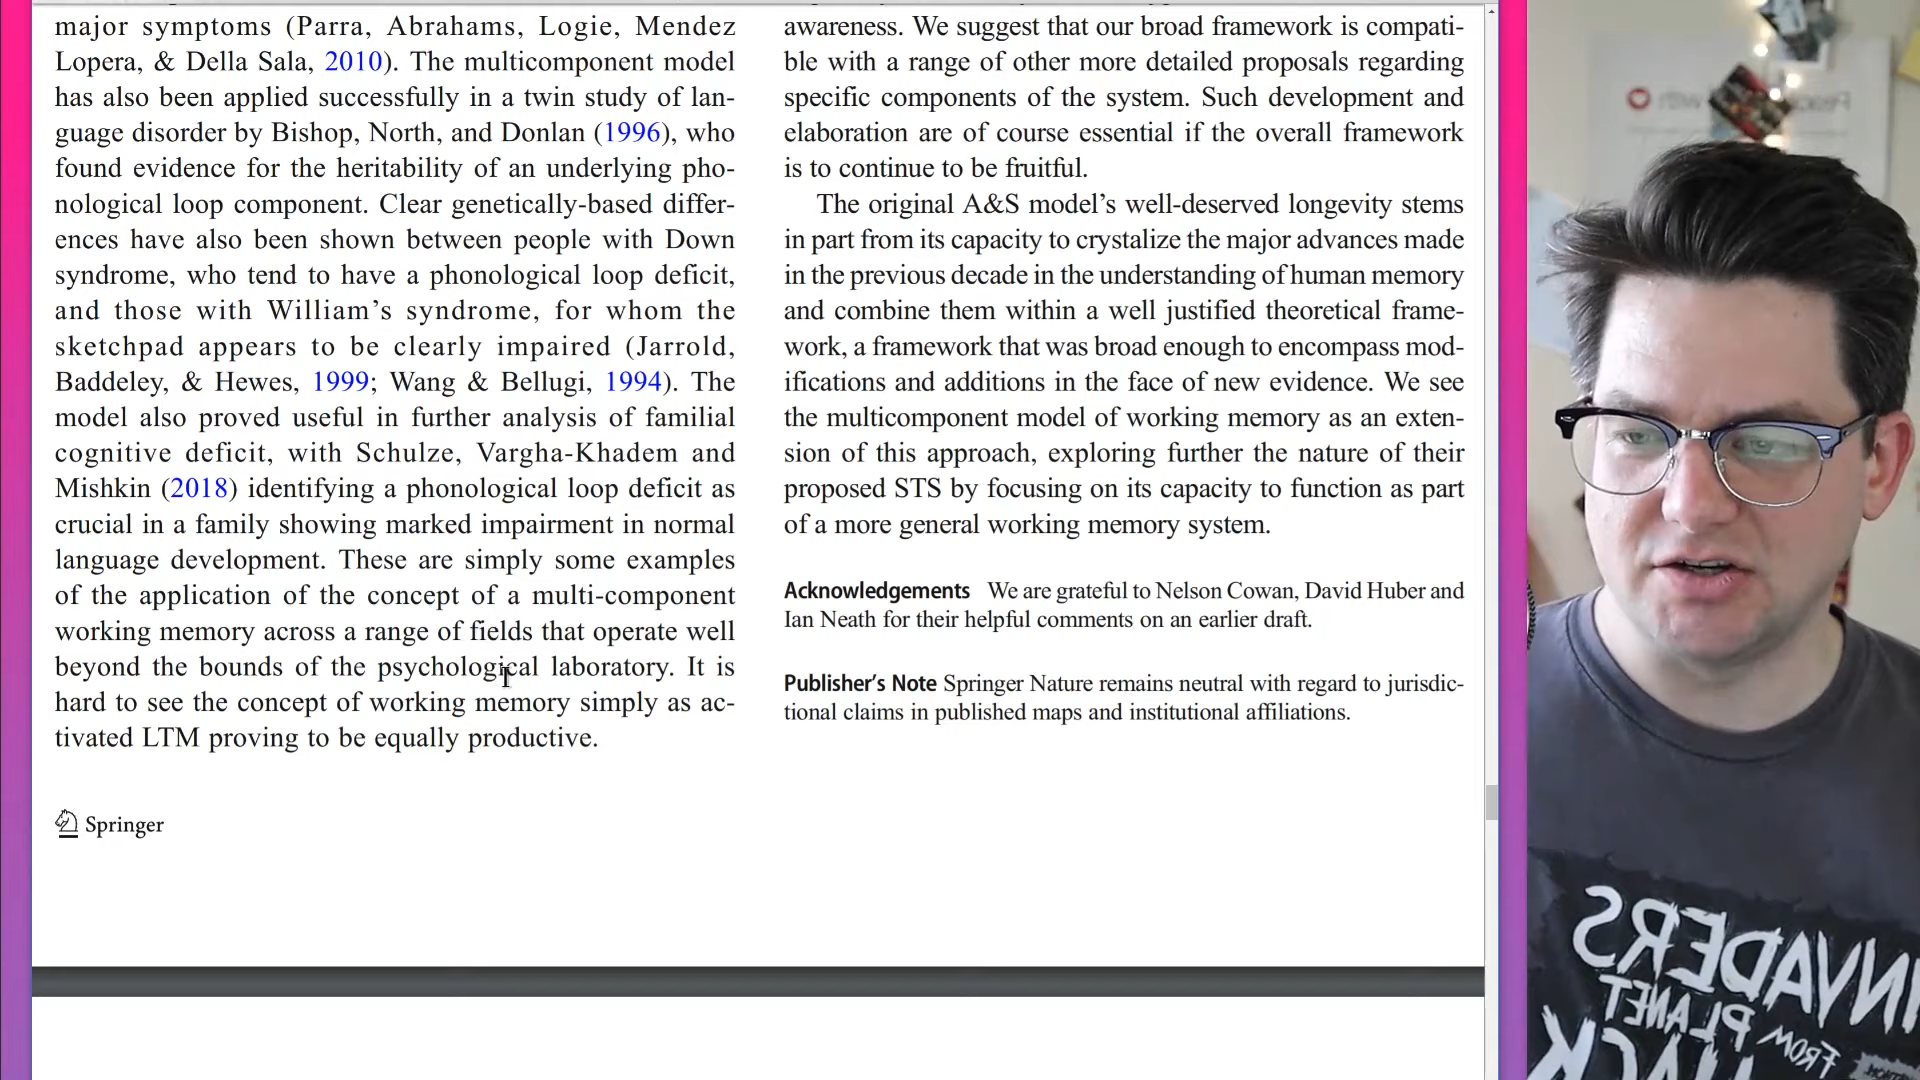 major symptoms (Parra, Abrahams, Logie, Mendez
Lopera, & Della Sala, 2010). The multicomponent model
has also been applied successfully in a twin study of lan-
guage disorder by Bishop, North, and Donlan (1996), who
found evidence for the heritability of an underlying pho-
nological loop component. Clear genetically-based differ-
ences have also been shown between people with Down
syndrome, who tend to have a phonological loop deficit,
and those with William’s syndrome, for whom the
sketchpad appears to be clearly impaired (Jarrold,
Baddeley, & Hewes, 1999; Wang & Bellugi, 1994). The
model also proved useful in further analysis of familial
cognitive deficit, with Schulze, Vargha-Khadem and
Mishkin (2018) identifying a phonological loop deficit as
crucial in a family showing marked impairment in normal
language development. These are simply some examples
of the application of the concept of a multi-component
working memory across a range of fields that operate well
beyond the bounds of the psychological laboratory. It is
hard to see the concept of working memory simply as ac-
tivated LTM proving to be equally productive.
Springer
awareness. We suggest that our broad framework is compati-
ble with a range of other more detailed proposals regarding
specific components of the system. Such development and
elaboration are of course essential if the overall framework
is to continue to be fruitful.
The original A&S model’s well-deserved longevity stems
in part from its capacity to crystalize the major advances made
in the previous decade in the understanding of human memory
and combine them within a well justified theoretical frame-
work, a framework that was broad enough to encompass mod-
ifications and additions in the face of new evidence. We see
the multicomponent model of working memory as an exten-
sion of this approach, exploring further the nature of their
proposed STS by focusing on its capacity to function as part
of a more general working memory system.
Acknowledgements We are grateful to Nelson Cowan, David Huber and
Ian Neath for their helpful comments on an earlier draft.
Publisher’s Note Springer Nature remains neutral with regard to jurisdic-
tional claims in published maps and institutional affiliations.
INVADERS
FROM PLANET